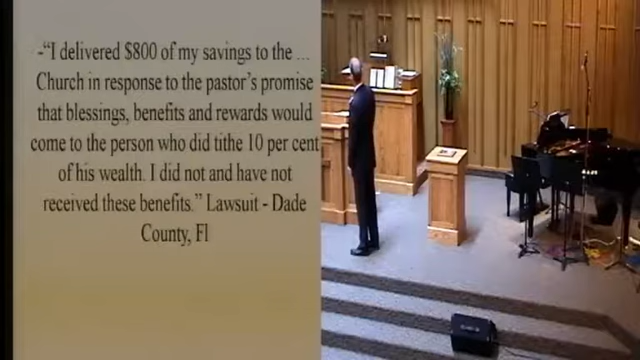 -“I delivered $800 of my savings to the ...
Church in response to the pastor’s promise
that blessings, benefits and rewards would
come to the person who did tithe 10 per cent
of his wealth. I did not and have not
received these benefits.” Lawsuit - Dade
County, Fl